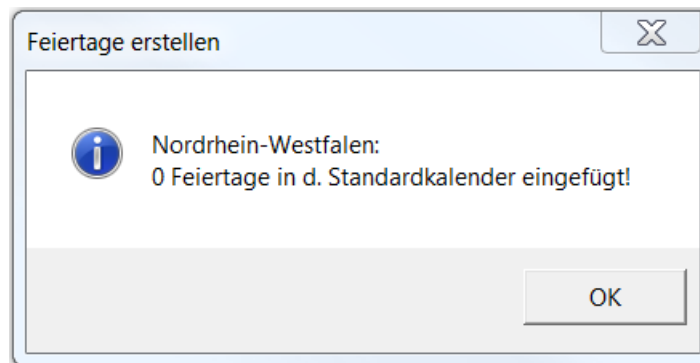 Feiertage erstellen
Nordrhein-Westfalen:
0 Feiertage in d. Standardkalender eingefügt!
OK